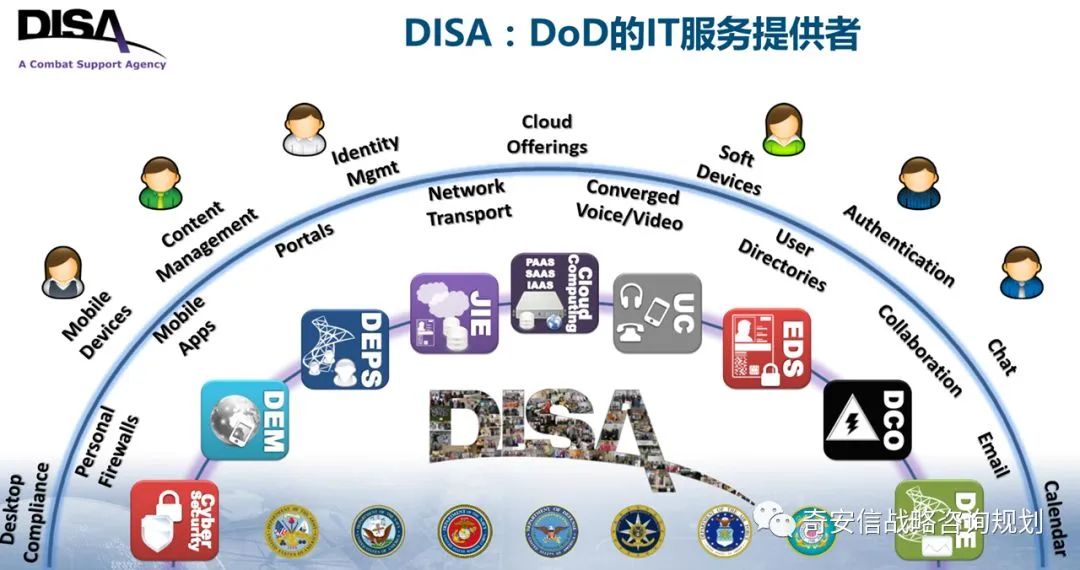 DISA
A Combat Support Agency
DISA：DoD的IT服务提供者
Cloud
Offerings
Identity
Mgmt
Soft
Devices
Network
Transport
Converged
Voice/Video
Content
Management
Portals
User
Directories
Authentication
Mobile
Devices
Mobile
Apps
Collaboration
Chat
Personal
Firewalls
Email
Desktop
Compliance
Calendar
Cyber
Security
DEM
DEPS
JIE
PAAS
SAAS
IAAS
Cloud
Computing
UC
EDS
DCO
DISA
奇安信战略咨询规划